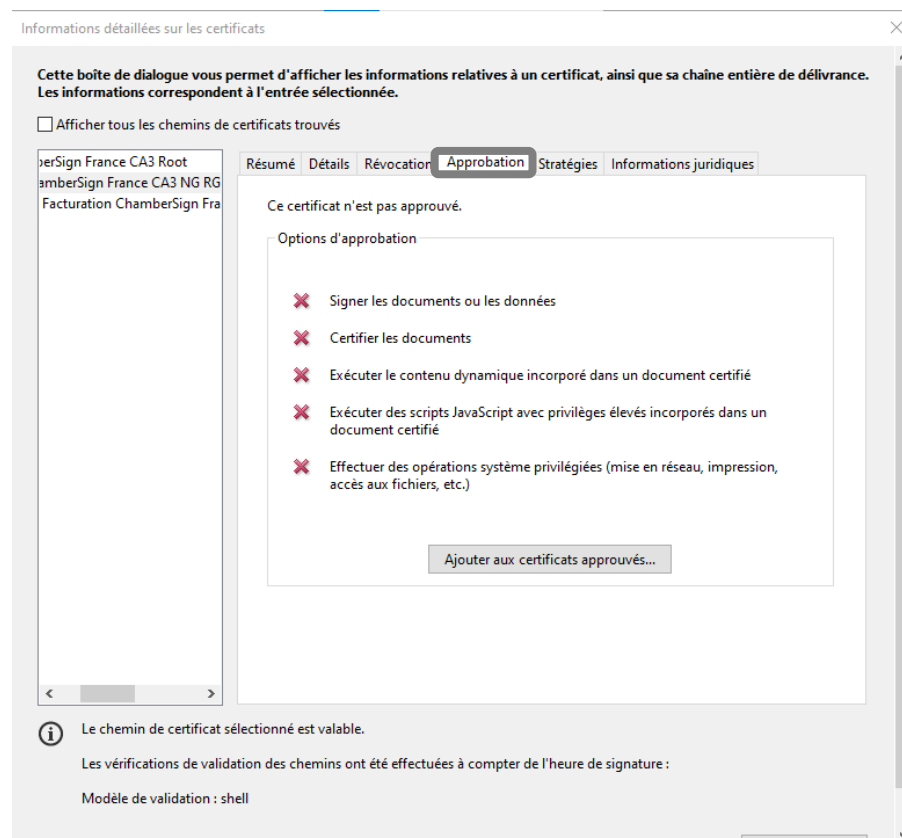 Informations détaillées sur les certificats
Cette boîte de dialogue vous permet d'afficher les informations relatives à un certificat, ainsi que sa chaîne entière de délivrance.
Les informations correspondent à l'entrée sélectionnée.
Afficher tous les chemins de certificats trouvés
berSign France CA3 Root
amberSign France CA3 NG RG
Facturation ChamberSign Fra
Résumé Détails Révocation Approbation Stratégies Informations juridiques
Ce certificat n'est pas approuvé.
Options d'approbation
Signer les documents ou les données
Certifier les documents
Exécuter le contenu dynamique incorporé dans un document certifié
Exécuter des scripts JavaScript avec privilèges élevés incorporés dans un
document certifié
Effectuer des opérations système privilégiées (mise en réseau, impression,
accès aux fichiers, etc.)
Ajouter aux certificats approuvés...
Le chemin de certificat sélectionné est valable.
Les vérifications de validation des chemins ont été effectuées à compter de l'heure de signature :
Modèle de validation : shell